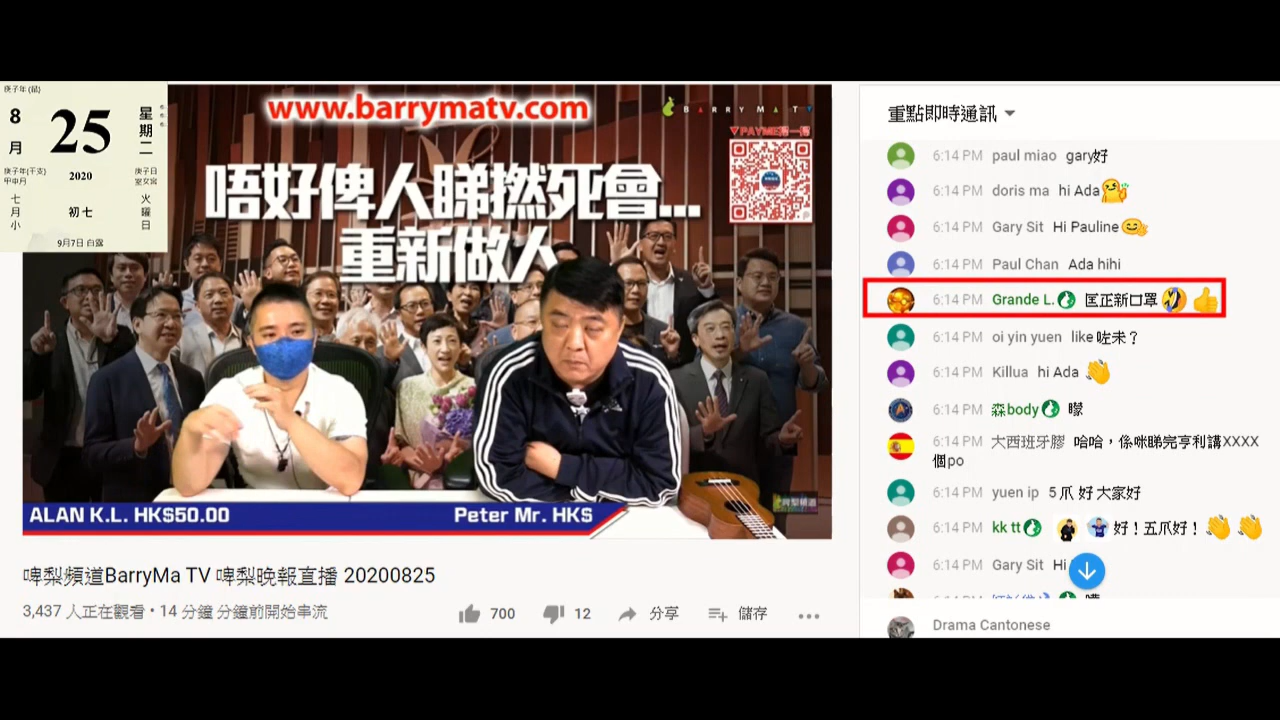 庚子年 (鼠)
8
月
25
星期二
庚子年(干支)
甲申月
2020
庚子日
室女宮
七月小
初七
火曜日
9月7日 白露
www.barrymatv.com
BARRY MA TV
▼PAYME
唔好俾人睇撚死會...
重新做人
ALAN K.L. HK$50.00
Peter Mr. HK$
啤梨頻道
啤梨頻道BarryMa TV 啤梨晚報直播 20200825
3,437 人正在觀看 • 14 分鐘 分鐘前開始串流
700
12
分享
儲存
重點即時通訊
6:14 PM paul miao gary好
6:14 PM doris ma hi Ada
6:14 PM Gary Sit Hi Pauline
6:14 PM Paul Chan Ada hihi
6:14 PM Grande L. 匡正新口罩
6:14 PM oi yin yuen like咗未？
6:14 PM Killua hi Ada
6:14 PM 森body 矇
6:14 PM 大西班牙膠 哈哈，係咪睇完亨利講XXXX
個po
6:14 PM yuen ip 5 爪 好 大家好
6:14 PM kk tt 好！五爪好！
6:14 PM Gary Sit Hi
Drama Cantonese